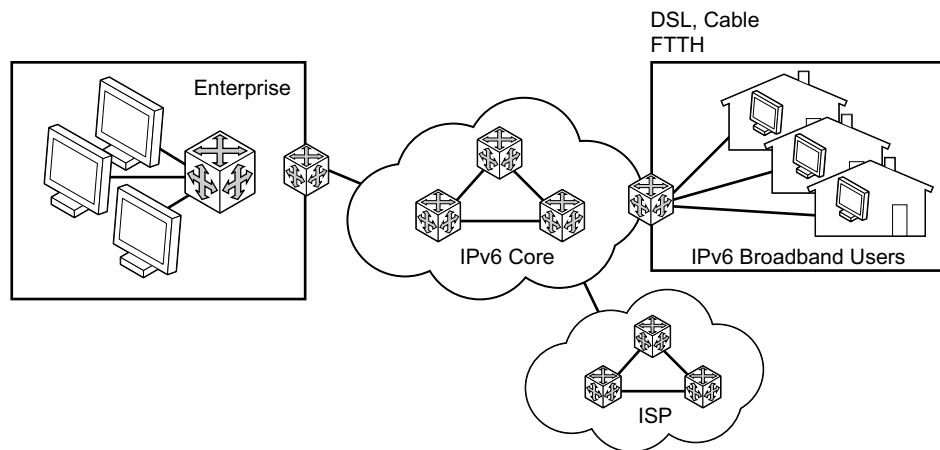 DSL, Cable
FTTH
Enterprise
IPv6 Core
IPv6 Broadband Users
ISP